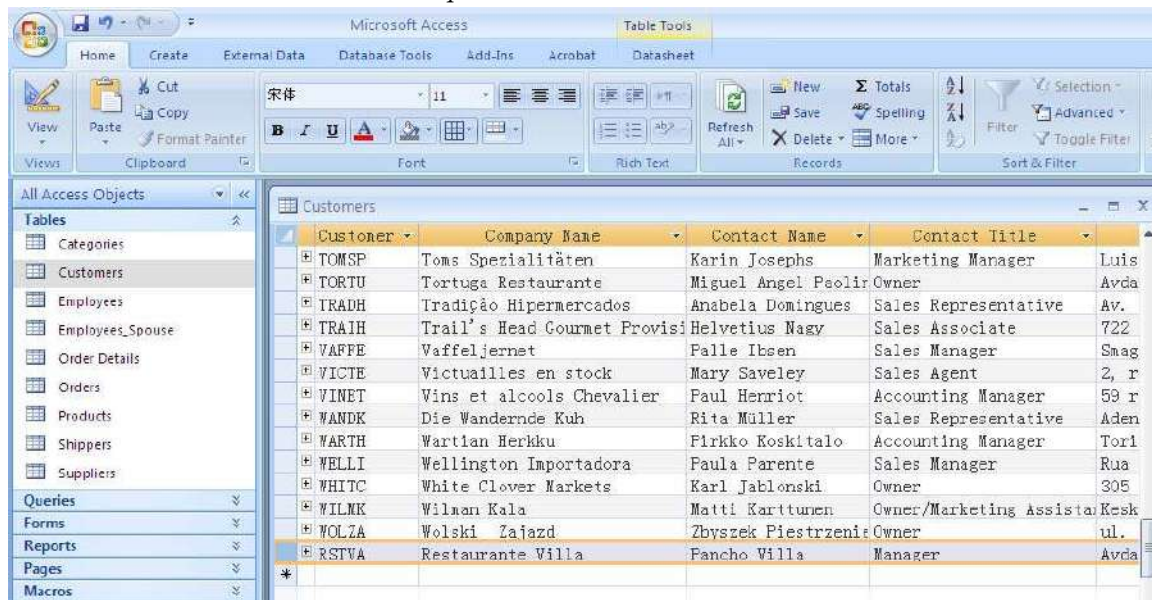 Microsoft Access
Table Tools
Home Create External Data Database Tools Add-Ins Acrobat Datasheet
View
Views
Paste
Cut
Copy
Format Painter
Clipboard
宋体 11
B I U A
Font
ab
Rich Text
Refresh All
New
Save
Delete
Σ Totals
ABC Spelling
More
Records
Filter
Selection
Advanced
Toggle Filter
Sort & Filter
All Access Objects
Tables
Categories
Customers
Employees
Employees_Spouse
Order Details
Orders
Products
Shippers
Suppliers
Queries
Forms
Reports
Pages
Macros
Customers
Customer Company Name Contact Name Contact Title
TOMSP Toms Spezialitäten Karin Josephs Marketing Manager Luis
TORTU Tortuga Restaurante Miguel Angel Paolin Owner Avda
TRADH Tradição Hipermercados Anabela Domingues Sales Representative Av.
TRAIH Trail's Head Gourmet Provisi Helvetius Nagy Sales Associate 722
VAFFE Vaffeljernet Palle Ibsen Sales Manager Smag
VICTE Victuailles en stock Mary Saveley Sales Agent 2, r
VINET Vins et alcools Chevalier Paul Henriot Accounting Manager 59 r
WANDK Die Wandernde Kuh Rita Müller Sales Representative Aden
WARTH Wartian Herkku Pirkko Koskitalo Accounting Manager Tori
WELLI Wellington Importadora Paula Parente Sales Manager Rua
WHITC White Clover Markets Karl Jablonski Owner 305
WILMK Wilman Kala Matti Karttunen Owner/Marketing Assista Kesk
WOLZA Wolski Zajazd Zbyszek Piestrzenie Owner ul.
RSTVA Restaurante Villa Pancho Villa Manager Avda